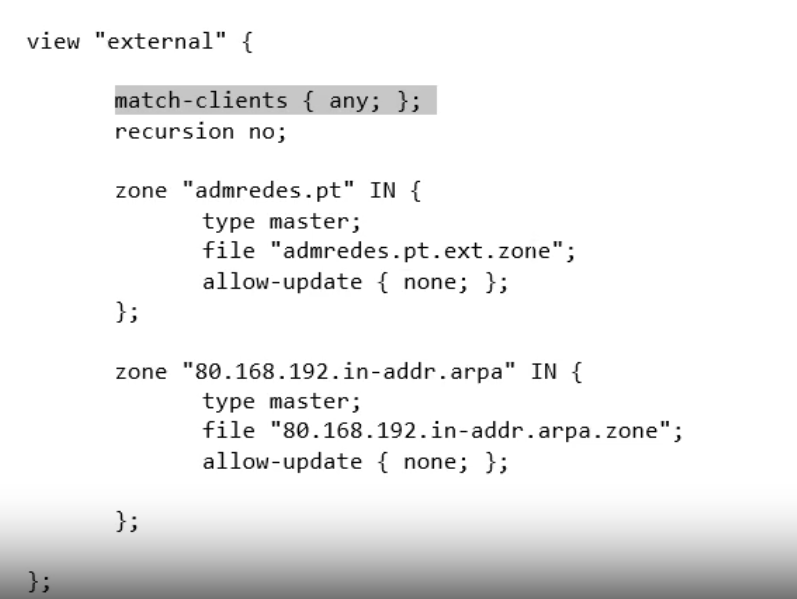 view "external" {
match-clients { any; };
recursion no;
zone "admredes.pt" IN {
type master;
file "admredes.pt.ext.zone";
allow-update { none; };
};
zone "80.168.192.in-addr.arpa" IN {
type master;
file "80.168.192.in-addr.arpa.zone";
allow-update { none; };
};
};